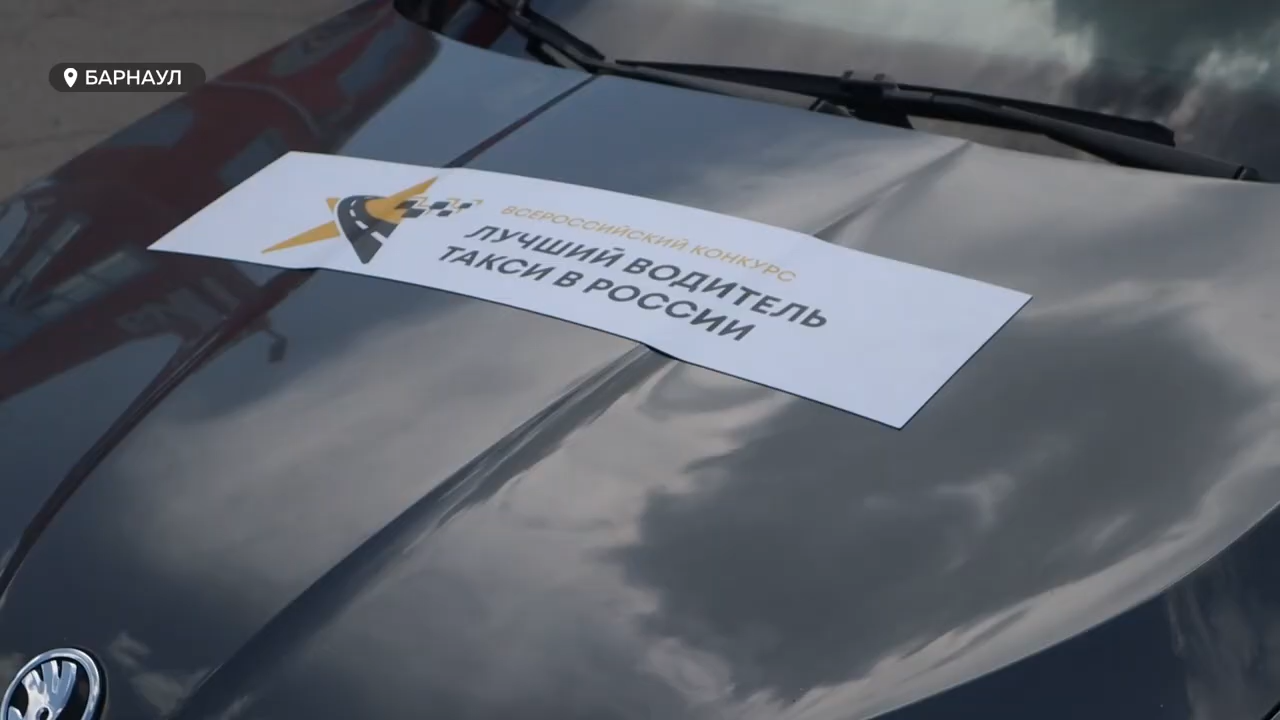 БАРНАУЛ
ВСЕРОССИЙСКИЙ КОНКУРС
ЛУЧШИЙ ВОДИТЕЛЬ
ТАКСИ В РОССИИ